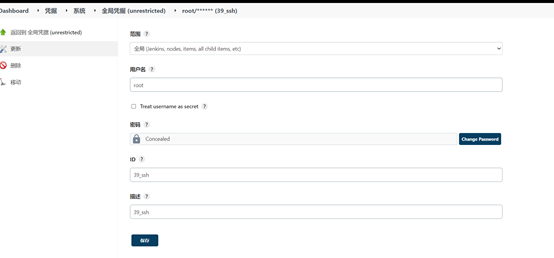 Dashboard 凭据 系统 全局凭据 (unrestricted) root/****** (39_ssh)
返回到 全局凭据 (unrestricted)
更新
删除
移动
范围 ?
全局 (Jenkins, nodes, items, all child items, etc)
用户名 ?
root
Treat username as secret ?
密码 ?
Concealed
Change Password
ID ?
39_ssh
描述 ?
39_ssh
保存